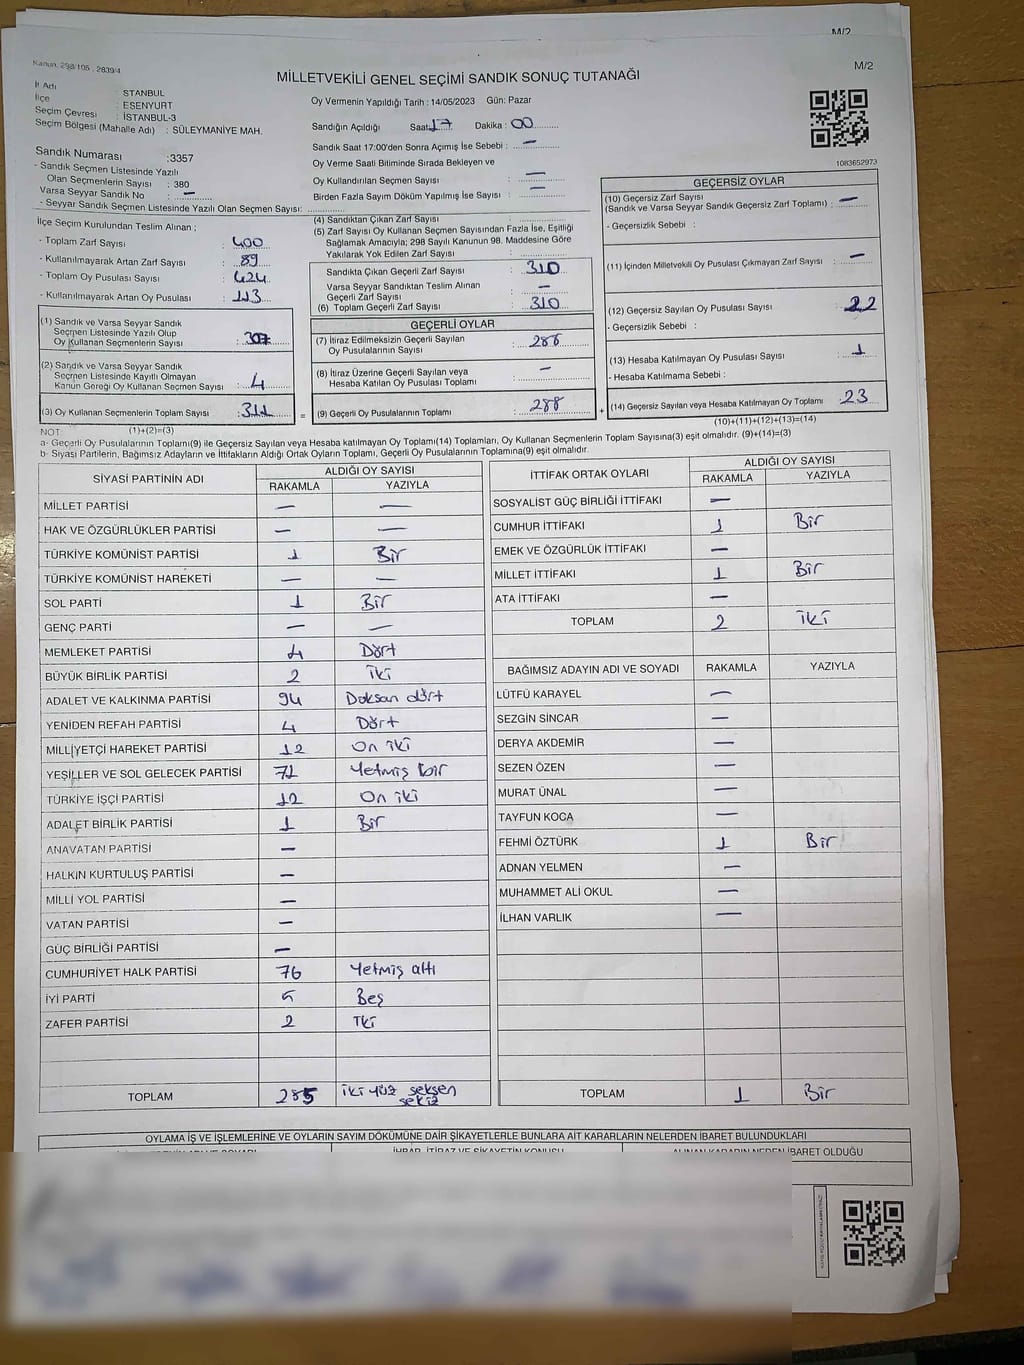 M/2
Kanun, 298/105 , 2839/4
M/2
MİLLETVEKİLİ GENEL SEÇİMİ SANDIK SONUÇ TUTANAĞI
İl Adı : STANBUL
İlçe : ESENYURT
Seçim Çevresi : İSTANBUL-3
Seçim Bölgesi (Mahalle Adı) : SÜLEYMANİYE MAH.
Oy Vermenin Yapıldığı Tarih : 14/05/2023 Gün: Pazar
Sandığın Açıldığı Saat: 17 Dakika : 00
Sandık Saat 17:00'den Sonra Açımış İse Sebebi : —
Oy Verme Saati Bitiminde Sırada Bekleyen ve
Oy Kullandırılan Seçmen Sayısı : —
Birden Fazla Sayım Döküm Yapılmış İse Sayısı : —
1083652973
Sandık Numarası :3357
- Sandık Seçmen Listesinde Yazılı
Olan Seçmenlerin Sayısı : 380
Varsa Seyyar Sandık No : —
- Seyyar Sandık Seçmen Listesinde Yazılı Olan Seçmen Sayısı:
İlçe Seçim Kurulundan Teslim Alınan ;
- Toplam Zarf Sayısı : 400
- Kullanılmayarak Artan Zarf Sayısı : 89
- Toplam Oy Pusulası Sayısı : 424
- Kullanılmayarak Artan Oy Pusulası : 113
(1) Sandık ve Varsa Seyyar Sandık
Seçmen Listesinde Yazılı Olup
Oy Kullanan Seçmenlerin Sayısı : 307
(2) Sandık ve Varsa Seyyar Sandık
Seçmen Listesinde Kayıtlı Olmayan
Kanun Gereği Oy Kullanan Seçmen Sayısı : 4
(3) Oy Kullanan Seçmenlerin Toplam Sayısı : 311
(1)+(2)=(3)
(4) Sandıktan Çıkan Zarf Sayısı :
(5) Zarf Sayısı Oy Kullanan Seçmen Sayısından Fazla İse, Eşitliği
Sağlamak Amacıyla; 298 Sayılı Kanunun 98. Maddesine Göre
Yakılarak Yok Edilen Zarf Sayısı :
Sandıkta Çıkan Geçerli Zarf Sayısı : 310
Varsa Seyyar Sandıktan Teslim Alınan
Geçerli Zarf Sayısı : —
(6) Toplam Geçerli Zarf Sayısı : 310
GEÇERLİ OYLAR
(7) İtiraz Edilmeksizin Geçerli Sayılan
Oy Pusulalarının Sayısı : 288
(8) İtiraz Üzerine Geçerli Sayılan veya
Hesaba Katılan Oy Pusulası Toplamı : —
= (9) Geçerli Oy Pusulalarının Toplamı : 288
GEÇERSİZ OYLAR
(10) Geçersiz Zarf Sayısı
(Sandık ve Varsa Seyyar Sandık Geçersiz Zarf Toplamı) : —
- Geçersizlik Sebebi :
(11) İçinden Milletvekili Oy Pusulası Çıkmayan Zarf Sayısı : —
(12) Geçersiz Sayılan Oy Pusulası Sayısı : 22
- Geçersizlik Sebebi :
(13) Hesaba Katılmayan Oy Pusulası Sayısı : 1
- Hesaba Katılmama Sebebi :
+ (14) Geçersiz Sayılan veya Hesaba Katılmayan Oy Toplamı : 23
(10)+(11)+(12)+(13)=(14)
NOT
a- Geçerli Oy Pusulalarının Toplamı(9) ile Geçersiz Sayılan veya Hesaba katılmayan Oy Toplamı(14) Toplamları, Oy Kullanan Seçmenlerin Toplam Sayısına(3) eşit olmalıdır. (9)+(14)=(3)
b- Siyasi Partilerin, Bağımsız Adayların ve İttifakların Aldığı Ortak Oyların Toplamı, Geçerli Oy Pusulalarının Toplamına(9) eşit olmalıdır.
SİYASİ PARTİNİN ADI ALDIĞI OY SAYISI
RAKAMLA YAZIYLA
MİLLET PARTİSİ — —
HAK VE ÖZGÜRLÜKLER PARTİSİ — —
TÜRKİYE KOMÜNİST PARTİSİ 1 Bir
TÜRKİYE KOMÜNİST HAREKETİ — —
SOL PARTİ 1 Bir
GENÇ PARTİ — —
MEMLEKET PARTİSİ 4 Dört
BÜYÜK BİRLİK PARTİSİ 2 İki
ADALET VE KALKINMA PARTİSİ 94 Doksan dört
YENİDEN REFAH PARTİSİ 4 Dört
MİLLİYETÇİ HAREKET PARTİSİ 12 On iki
YEŞİLLER VE SOL GELECEK PARTİSİ 71 Yetmiş bir
TÜRKİYE İŞÇİ PARTİSİ 12 On iki
ADALET BİRLİK PARTİSİ 1 Bir
ANAVATAN PARTİSİ —
HALKIN KURTULUŞ PARTİSİ —
MİLLİ YOL PARTİSİ —
VATAN PARTİSİ —
GÜÇ BİRLİĞİ PARTİSİ —
CUMHURİYET HALK PARTİSİ 76 Yetmiş altı
İYİ PARTİ 5 Beş
ZAFER PARTİSİ 2 İki
TOPLAM 285 iki yüz seksen
sekiz
İTTİFAK ORTAK OYLARI ALDIĞI OY SAYISI
RAKAMLA YAZIYLA
SOSYALİST GÜÇ BİRLİĞİ İTTİFAKI —
CUMHUR İTTİFAKI 1 Bir
EMEK VE ÖZGÜRLÜK İTTİFAKI —
MİLLET İTTİFAKI 1 Bir
ATA İTTİFAKI —
TOPLAM 2 iki
BAĞIMSIZ ADAYIN ADI VE SOYADI RAKAMLA YAZIYLA
LÜTFÜ KARAYEL —
SEZGİN SİNCAR —
DERYA AKDEMİR —
SEZEN ÖZEN —
MURAT ÜNAL —
TAYFUN KOCA —
FEHMİ ÖZTÜRK 1 Bir
ADNAN YELMEN —
MUHAMMET ALİ OKUL —
İLHAN VARLIK —
TOPLAM 1 Bir
OYLAMA İŞ VE İŞLEMLERİNE VE OYLARIN SAYIM DÖKÜMÜNE DAİR ŞİKAYETLERLE BUNLARA AİT KARARLARIN NELERDEN İBARET BULUNDUKLARI
İHBAR, İTİRAZ VE ŞİKAYETİN KONUSU ALINAN KARARIN NEDEN İBARET OLDUĞU